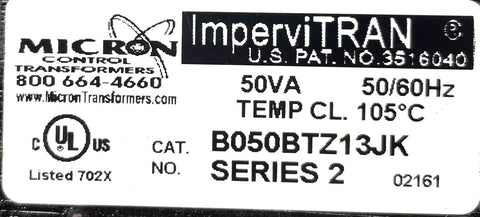 MICRON
CONTROL
TRANSFORMERS
800 664-4660
www.MicronTransformers.com
ImperviTRAN ®
U.S. PAT. NO. 3516040
50VA 50/60Hz
TEMP CL. 105°C
C UL US
Listed 702X
CAT. NO. B050BTZ13JK
SERIES 2 02161